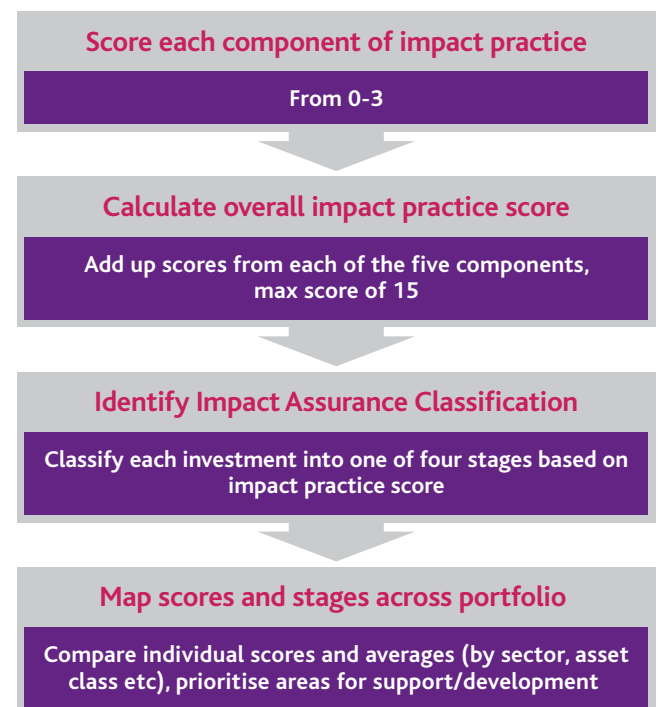 Score each component of impact practice
From 0-3
Calculate overall impact practice score
Add up scores from each of the five components,
max score of 15
Identify Impact Assurance Classification
Classify each investment into one of four stages based on
impact practice score
Map scores and stages across portfolio
Compare individual scores and averages (by sector, asset
class etc), prioritise areas for support/development